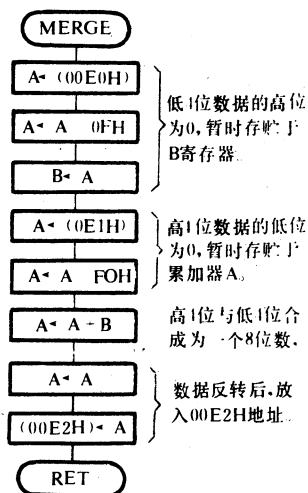 MERGE
A◄ (00E0H)
A◄ A 0FH
B◄ A
低4位数据的高位
为0,暂时存贮于
B寄存器.
A◄ (0E1H)
A◄ A F0H
高4位数据的低位
为0,暂时存贮于
累加器A.
A◄ A - B
高4位与低4位合
成为一个8位数.
A◄ A
(00E2H)◄ A
数据反转后,放
入00E2H地址.
RET